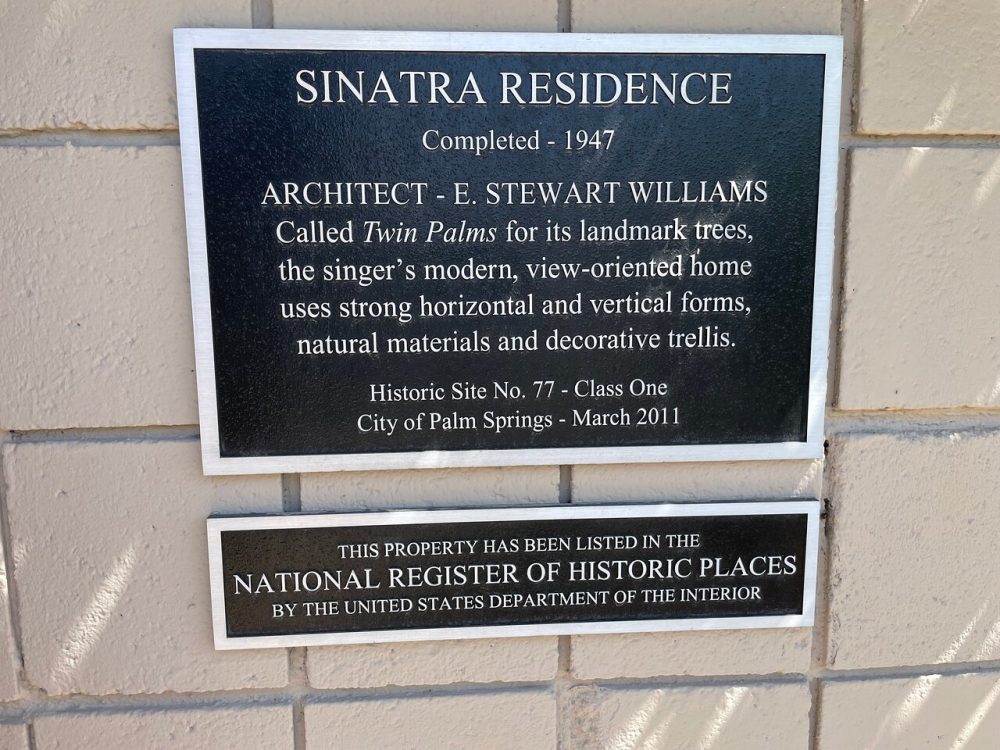 SINATRA RESIDENCE
Completed - 1947
ARCHITECT - E. STEWART WILLIAMS
Called Twin Palms for its landmark trees,
the singer's modern, view-oriented home
uses strong horizontal and vertical forms,
natural materials and decorative trellis.
Historic Site No. 77 - Class One
City of Palm Springs - March 2011
THIS PROPERTY HAS BEEN LISTED IN THE
NATIONAL REGISTER OF HISTORIC PLACES
BY THE UNITED STATES DEPARTMENT OF THE INTERIOR